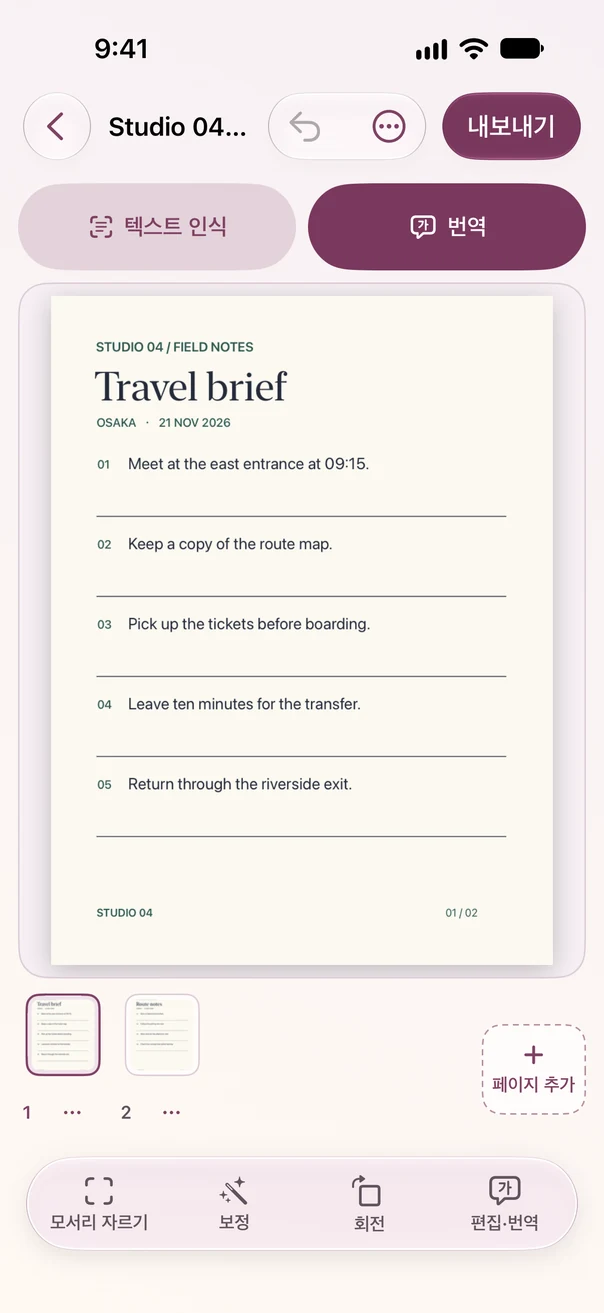 9:41
Studio 04...
내보내기
텍스트 인식
가 번역
STUDIO 04 / FIELD NOTES
Travel brief
OSAKA · 21 NOV 2026
01 Meet at the east entrance at 09:15.
02 Keep a copy of the route map.
03 Pick up the tickets before boarding.
04 Leave ten minutes for the transfer.
05 Return through the riverside exit.
STUDIO 04 01 / 02
Travel brief
Route notes
페이지 추가
1 ... 2 ...
가
모서리 자르기 보정 회전 편집·번역